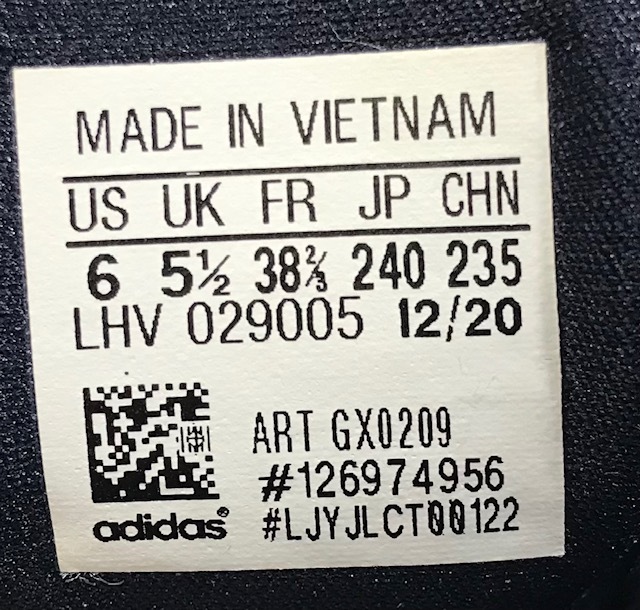 MADE IN VIETNAM
US UK FR JP CHN
6 5½ 38⅔ 240 235
LHV 029005 12/20
ART GX0209
#126974956
adidas® #LJYJLCT00122